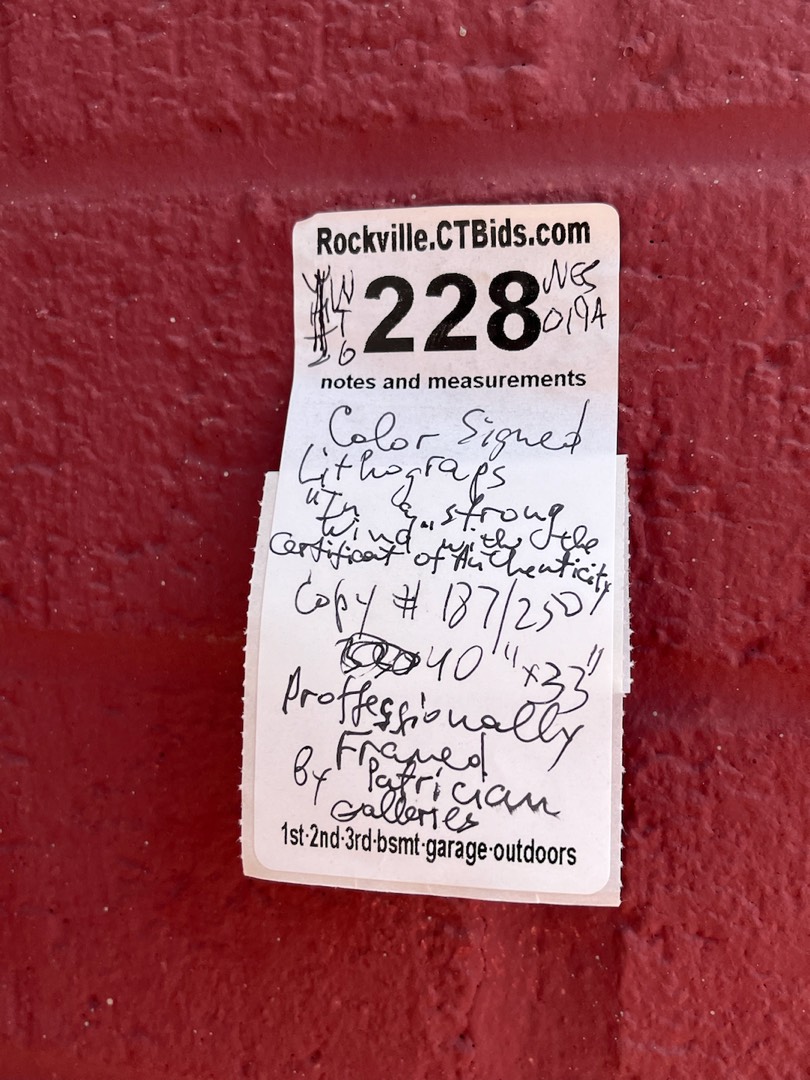 Rockville.CTBids.com
228
NES
019A
notes and measurements
Color Signed
Lithograps
"In a strong
Wind" with the
Certificat of Authenticity
Copy # 187/250
40"x33"
Proffessionally
Framed
By Patrician
Galleries
1st·2nd·3rd·bsmt·garage·outdoors